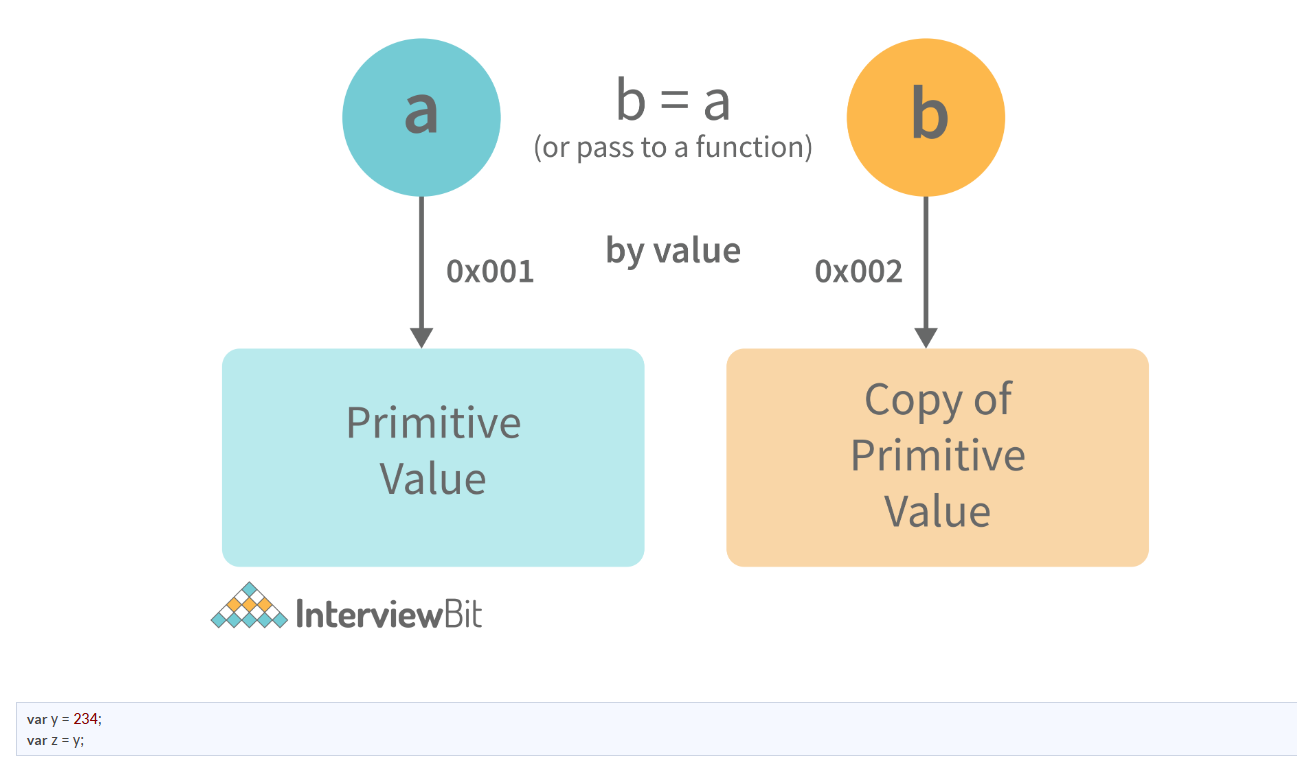 a
b = a
b
(or pass to a function)
by value
0x001
0x002
Primitive
Value
Copy of
Primitive
Value
InterviewBit
var y = 234;
var z = y;